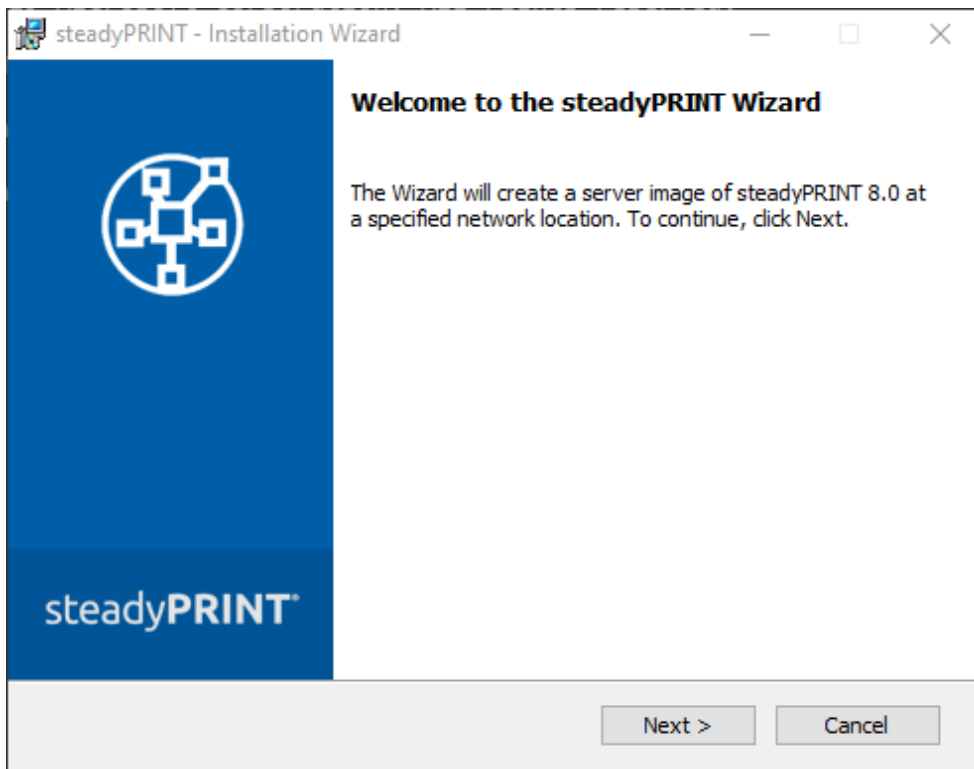 steadyPRINT - Installation Wizard
Welcome to the steadyPRINT Wizard
The Wizard will create a server image of steadyPRINT 8.0 at
a specified network location. To continue, click Next.
steadyPRINT®
Next >
Cancel